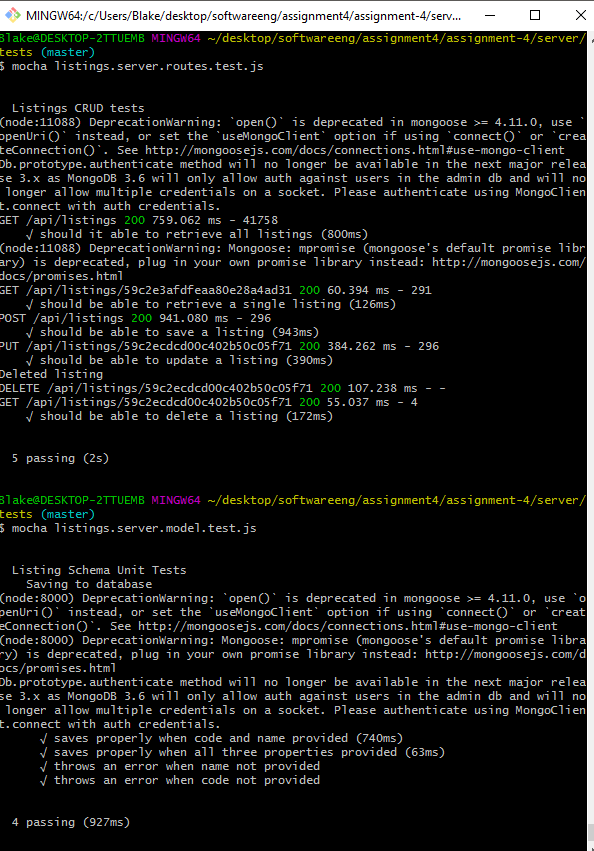 MINGW64:/c/Users/Blake/desktop/softwareeng/assignment4/assignment-4/serv...
Blake@DESKTOP-2TTUEMB MINGW64 ~/desktop/softwareeng/assignment4/assignment-4/server/
tests (master)
$ mocha listings.server.routes.test.js
Listings CRUD tests
(node:11088) DeprecationWarning: `open()` is deprecated in mongoose >= 4.11.0, use `
openUri()` instead, or set the `useMongoClient` option if using `connect()` or `crea
teConnection()`. See http://mongoosejs.com/docs/connections.html#use-mongo-client
Db.prototype.authenticate method will no longer be available in the next major relea
se 3.x as MongoDB 3.6 will only allow auth against users in the admin db and will no
 longer allow multiple credentials on a socket. Please authenticate using MongoClien
t.connect with auth credentials.
GET /api/listings 200 759.062 ms - 41758
√ should it able to retrieve all listings (800ms)
(node:11088) DeprecationWarning: Mongoose: mpromise (mongoose's default promise libr
ary) is deprecated, plug in your own promise library instead: http://mongoosejs.com/
docs/promises.html
GET /api/listings/59c2e3afdfeaa80e28a4ad31 200 60.394 ms - 291
√ should be able to retrieve a single listing (126ms)
POST /api/listings 200 941.080 ms - 296
√ should be able to save a listing (943ms)
PUT /api/listings/59c2ecdcd00c402b50c05f71 200 384.262 ms - 296
√ should be able to update a listing (390ms)
Deleted listing
DELETE /api/listings/59c2ecdcd00c402b50c05f71 200 107.238 ms - -
GET /api/listings/59c2ecdcd00c402b50c05f71 200 55.037 ms - 4
√ should be able to delete a listing (172ms)
5 passing (2s)
Blake@DESKTOP-2TTUEMB MINGW64 ~/desktop/softwareeng/assignment4/assignment-4/server/
tests (master)
$ mocha listings.server.model.test.js
Listing Schema Unit Tests
Saving to database
(node:8000) DeprecationWarning: `open()` is deprecated in mongoose >= 4.11.0, use `o
penUri()` instead, or set the `useMongoClient` option if using `connect()` or `creat
eConnection()`. See http://mongoosejs.com/docs/connections.html#use-mongo-client
(node:8000) DeprecationWarning: Mongoose: mpromise (mongoose's default promise libra
ry) is deprecated, plug in your own promise library instead: http://mongoosejs.com/d
ocs/promises.html
Db.prototype.authenticate method will no longer be available in the next major relea
se 3.x as MongoDB 3.6 will only allow auth against users in the admin db and will no
 longer allow multiple credentials on a socket. Please authenticate using MongoClien
t.connect with auth credentials.
√ saves properly when code and name provided (740ms)
√ saves properly when all three properties provided (63ms)
√ throws an error when name not provided
√ throws an error when code not provided
4 passing (927ms)